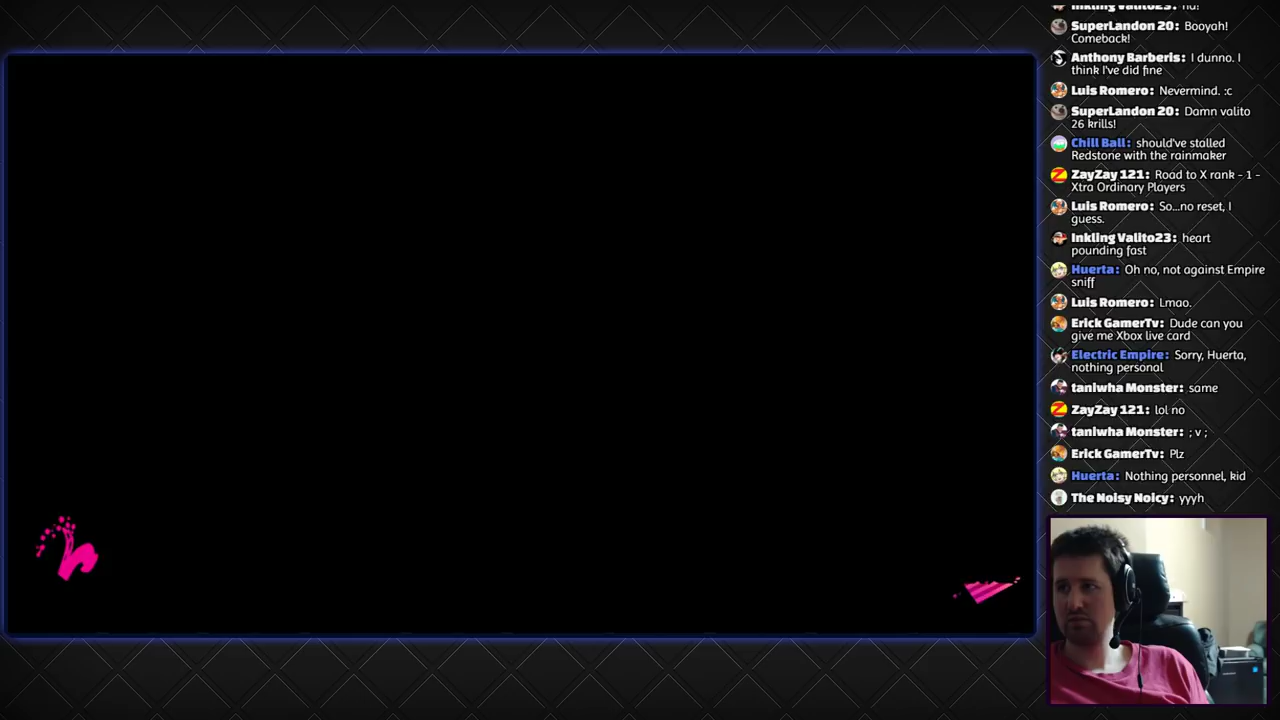 Inkling Valito23: ha!
SuperLandon 20: Booyah!
Comeback!
Anthony Barberis: I dunno. I
think I've did fine
Luis Romero: Nevermind. :c
SuperLandon 20: Damn valito
26 krills!
Chill Ball: should've stalled
Redstone with the rainmaker
ZayZay 121: Road to X rank - 1 -
Xtra Ordinary Players
Luis Romero: So...no reset, I
guess.
Inkling Valito23: heart
pounding fast
Huerta: Oh no, not against Empire
sniff
Luis Romero: Lmao.
Erick GamerTv: Dude can you
give me Xbox live card
Electric Empire: Sorry, Huerta,
nothing personal
taniwha Monster: same
ZayZay 121: lol no
taniwha Monster: ; v ;
Erick GamerTv: Plz
Huerta: Nothing personnel, kid
The Noisy Noicy: yyyh